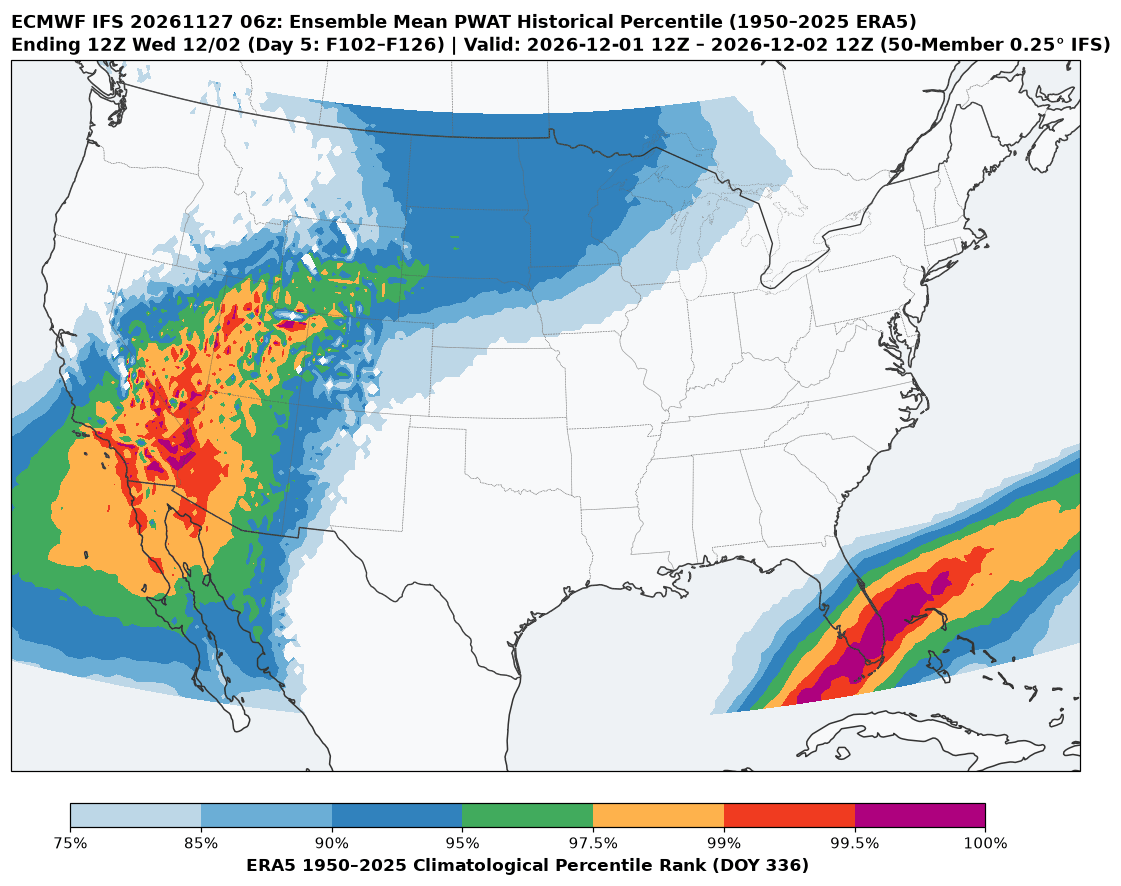 ECMWF IFS 20261127 06z: Ensemble Mean PWAT Historical Percentile (1950–2025 ERA5)
Ending 12Z Wed 12/02 (Day 5: F102–F126) | Valid: 2026-12-01 12Z – 2026-12-02 12Z (50-Member 0.25° IFS)
75% 85% 90% 95% 97.5% 99% 99.5% 100%
ERA5 1950–2025 Climatological Percentile Rank (DOY 336)